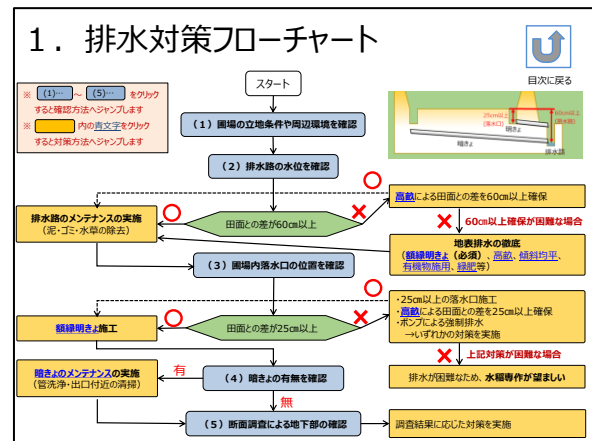 １．排水対策フローチャート
目次に戻る
※ (1)… ～ (5)… をクリック
すると確認方法へジャンプします
※ 内の青文字をクリック
すると対策方法へジャンプします
スタート
（１）圃場の立地条件や周辺環境を確認
（２）排水路の水位を確認
25cm以上
(落水口)
60cm以上
(排水路)
明きょ
暗きょ
排水路
田面との差が60㎝以上
高畝による田面との差を60㎝以上確保
60㎝以上確保が困難な場合
排水路のメンテナンスの実施
（泥・ゴミ・水草の除去）
地表排水の徹底
（額縁明きょ（必須）、高畝、傾斜均平、
有機物施用、緑肥等）
（３）圃場内落水口の位置を確認
額縁明きょ施工
田面との差が25㎝以上
・25㎝以上の落水口施工
・高畝による田面との差を25㎝以上確保
・ポンプによる強制排水
→いずれかの対策を実施
上記対策が困難な場合
排水が困難なため、水稲専作が望ましい
暗きょのメンテナンスの実施
（管洗浄・出口付近の清掃）
有
（４）暗きょの有無を確認
無
（５）断面調査による地下部の確認
調査結果に応じた対策を実施